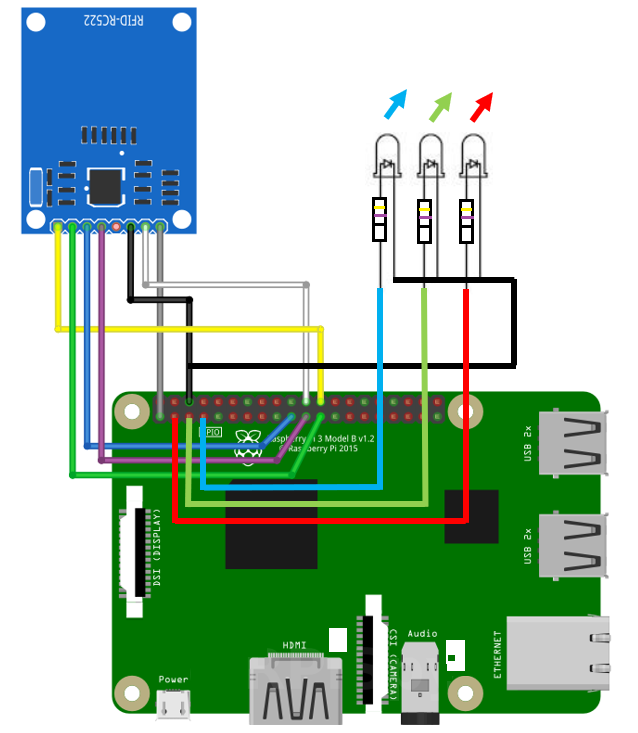 RFID-RC522
GPIO
Raspberry Pi 3 Model B v1.2
© Raspberry Pi 2015
USB 2x
USB 2x
DSI (DISPLAY)
ETHERNET
HDMI
CSI (CAMERA)
Audio
Power